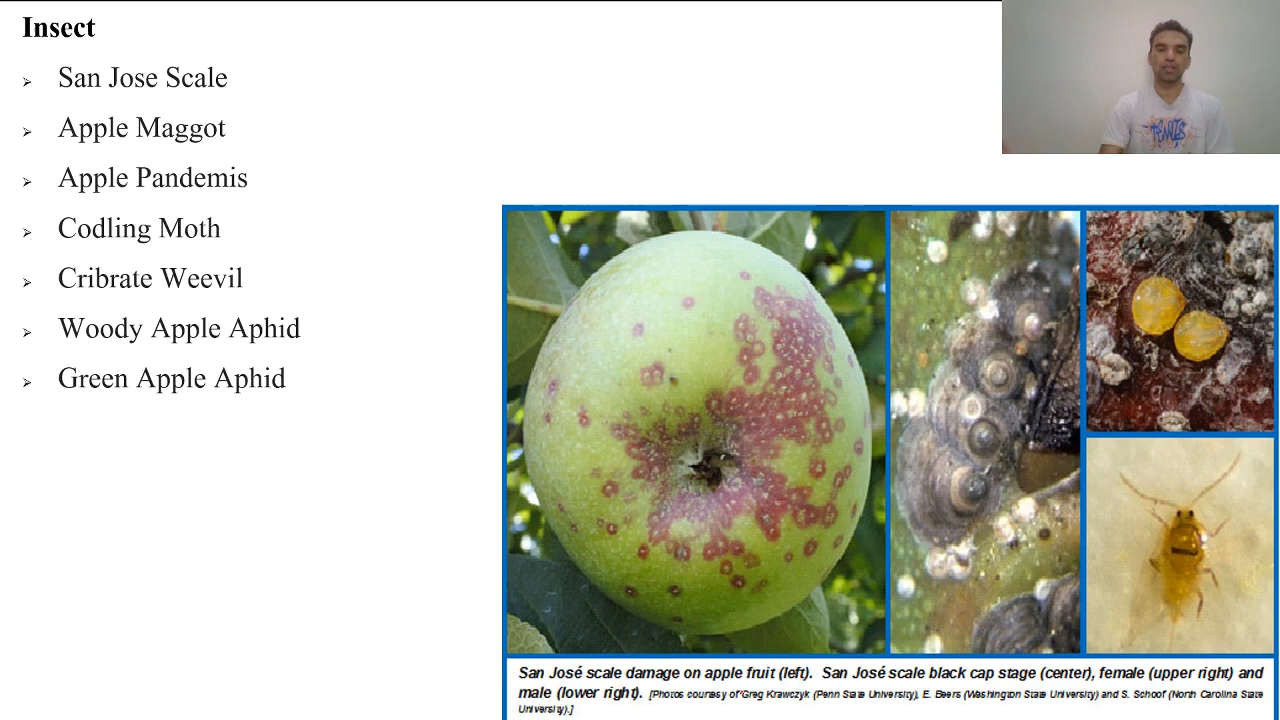 Insect
➢ San Jose Scale
➢ Apple Maggot
➢ Apple Pandemis
➢ Codling Moth
➢ Cribrate Weevil
➢ Woody Apple Aphid
➢ Green Apple Aphid
TENNIS
San José scale damage on apple fruit (left). San José scale black cap stage (center), female (upper right) and
male (lower right). [Photos courtesy of Greg Krawczyk (Penn State University), E. Beers (Washington State University) and S. Schoof (North Carolina State
University).]